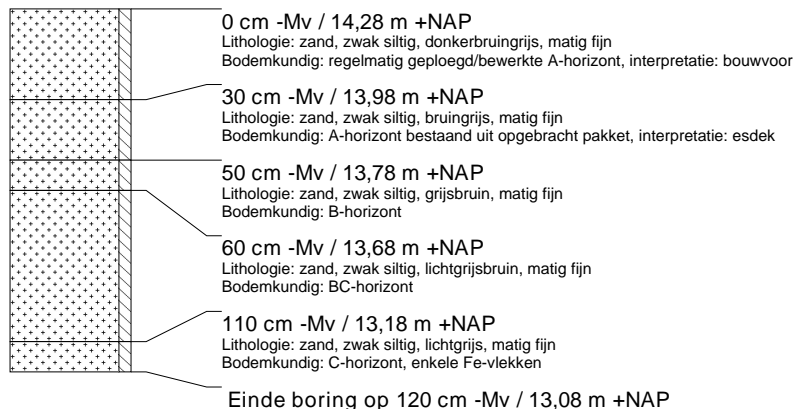 0 cm -Mv / 14,28 m +NAP
Lithologie: zand, zwak siltig, donkerbruingrijs, matig fijn
Bodemkundig: regelmatig geploegd/bewerkte A-horizont, interpretatie: bouwvoor
30 cm -Mv / 13,98 m +NAP
Lithologie: zand, zwak siltig, bruingrijs, matig fijn
Bodemkundig: A-horizont bestaand uit opgebracht pakket, interpretatie: esdek
50 cm -Mv / 13,78 m +NAP
Lithologie: zand, zwak siltig, grijsbruin, matig fijn
Bodemkundig: B-horizont
60 cm -Mv / 13,68 m +NAP
Lithologie: zand, zwak siltig, lichtgrijsbruin, matig fijn
Bodemkundig: BC-horizont
110 cm -Mv / 13,18 m +NAP
Lithologie: zand, zwak siltig, lichtgrijs, matig fijn
Bodemkundig: C-horizont, enkele Fe-vlekken
Einde boring op 120 cm -Mv / 13,08 m +NAP